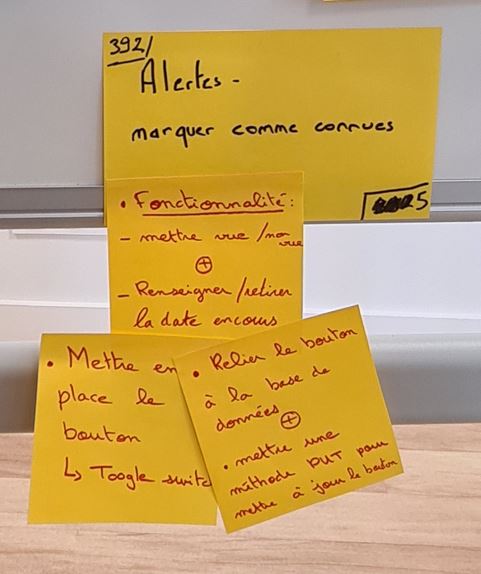 392/
Alertes -
marquer comme connues
5
• Fonctionnalité :
- mettre vue / non
vue
⊕
- Renseigner / retirer
la date encours
• Mettre en
place le
bouton
↳ Toogle switc
• Relier le bouton
à la base de
données
⊕
• mettre une
méthode PUT pour
mettre à jour le bouton